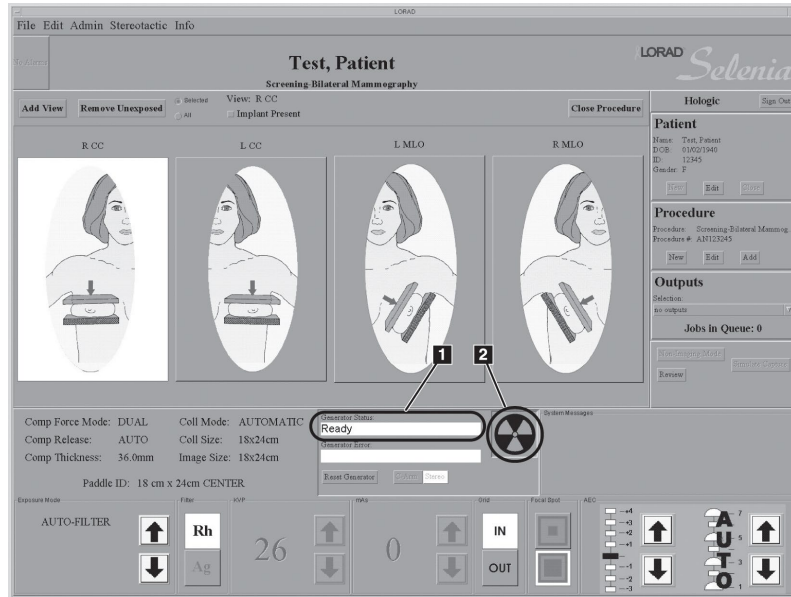 LORAD
File Edit Admin Stereotactic Info
Test, Patient
Screening-Bilateral Mammography
LORAD
Selenia
Add View
Remove Unexposed
Selected
All
View: R CC
Implant Present
Close Procedure
Hologic
Sign Out
R CC
L CC
L MLO
R MLO
Patient
Name: Test, Patient
DOB: 01/02/1940
ID: 12345
Gender: F
New
Edit
Close
Procedure
Procedure: Screening-Bilateral Mammog
Procedure #: AN123245
New
Edit
Add
Outputs
Selection:
no outputs
Jobs in Queue: 0
Non Imaging Mode
Review
1
2
Comp Force Mode: DUAL
Coll Mode: AUTOMATIC
Comp Release: AUTO
Coll Size: 18x24cm
Comp Thickness: 36.0mm
Image Size: 18x24cm
Paddle ID: 18 cm x 24cm CENTER
Generator Status:
Ready
Generator Error:
Reset Generator
Stereo
System Messages
Exposure Mode
AUTO-FILTER
Filter
Rh
Ag
KVP
26
mAs
0
Grid
IN
OUT
Focal Spot
AEC
+4
+3
+2
+1
-1
-2
-3
AUTO
7
5
3
1